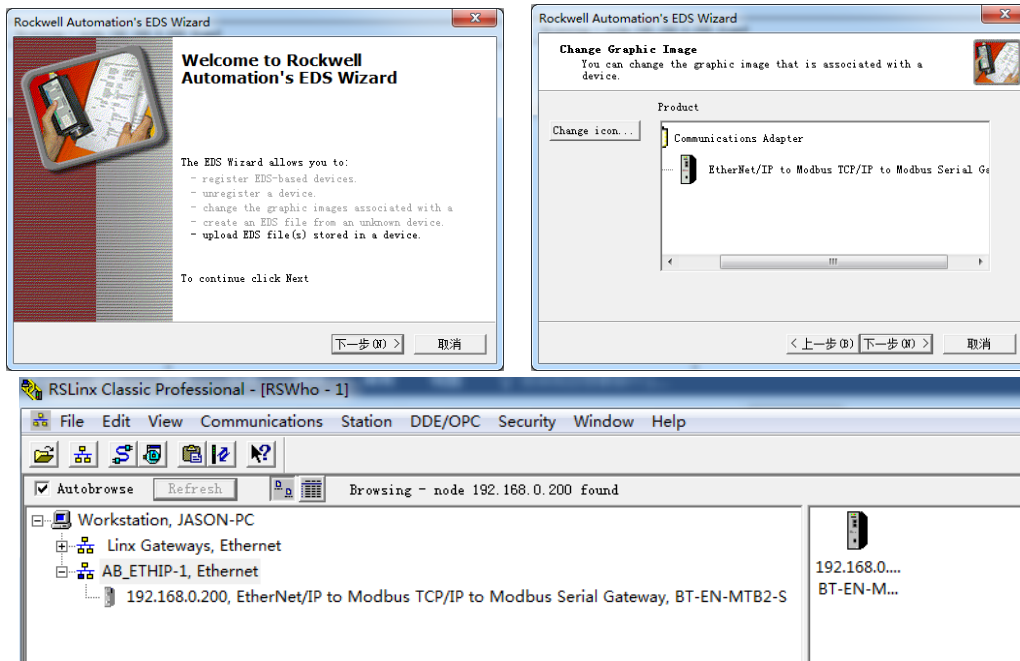 Rockwell Automation's EDS Wizard
Welcome to Rockwell
Automation's EDS Wizard
The EDS Wizard allows you to:
- register EDS-based devices.
- unregister a device.
- change the graphic images associated with a
- create an EDS file from an unknown device.
- upload EDS file(s) stored in a device.
To continue click Next
下一步(N) >
取消
Rockwell Automation's EDS Wizard
Change Graphic Image
You can change the graphic image that is associated with a
device.
Product
Change icon...
Communications Adapter
EtherNet/IP to Modbus TCP/IP to Modbus Serial Ga
< 上一步(B)
下一步(N) >
取消
RSLinx Classic Professional - [RSWho - 1]
File Edit View Communications Station DDE/OPC Security Window Help
Autobrowse
Refresh
Browsing - node 192.168.0.200 found
Workstation, JASON-PC
Linx Gateways, Ethernet
AB_ETHIP-1, Ethernet
192.168.0.200, EtherNet/IP to Modbus TCP/IP to Modbus Serial Gateway, BT-EN-MTB2-S
192.168.0....
BT-EN-M...